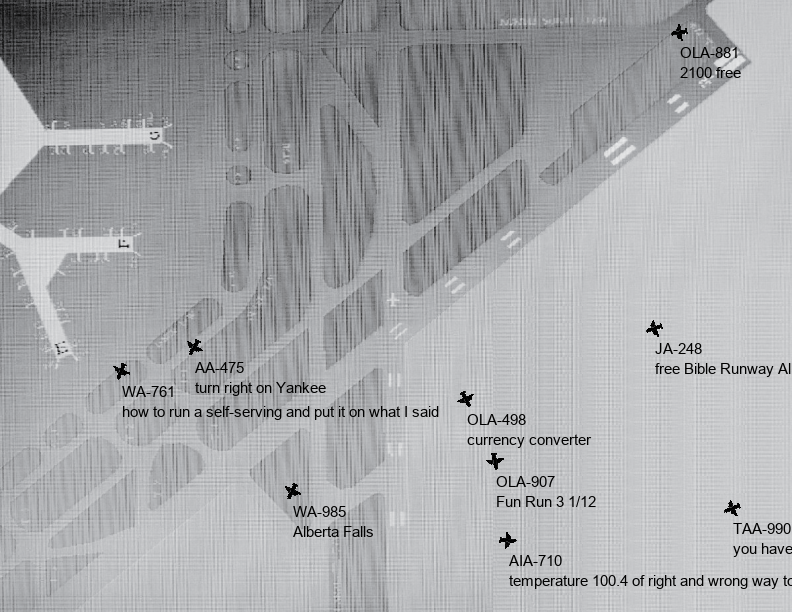 OLA-881
2100 free
G
F
JA-248
free Bible Runway Al
AA-475
turn right on Yankee
WA-761
how to run a self-serving and put it on what I said
OLA-498
currency converter
OLA-907
Fun Run 3 1/12
WA-985
Alberta Falls
TAA-990
you have
AIA-710
temperature 100.4 of right and wrong way to